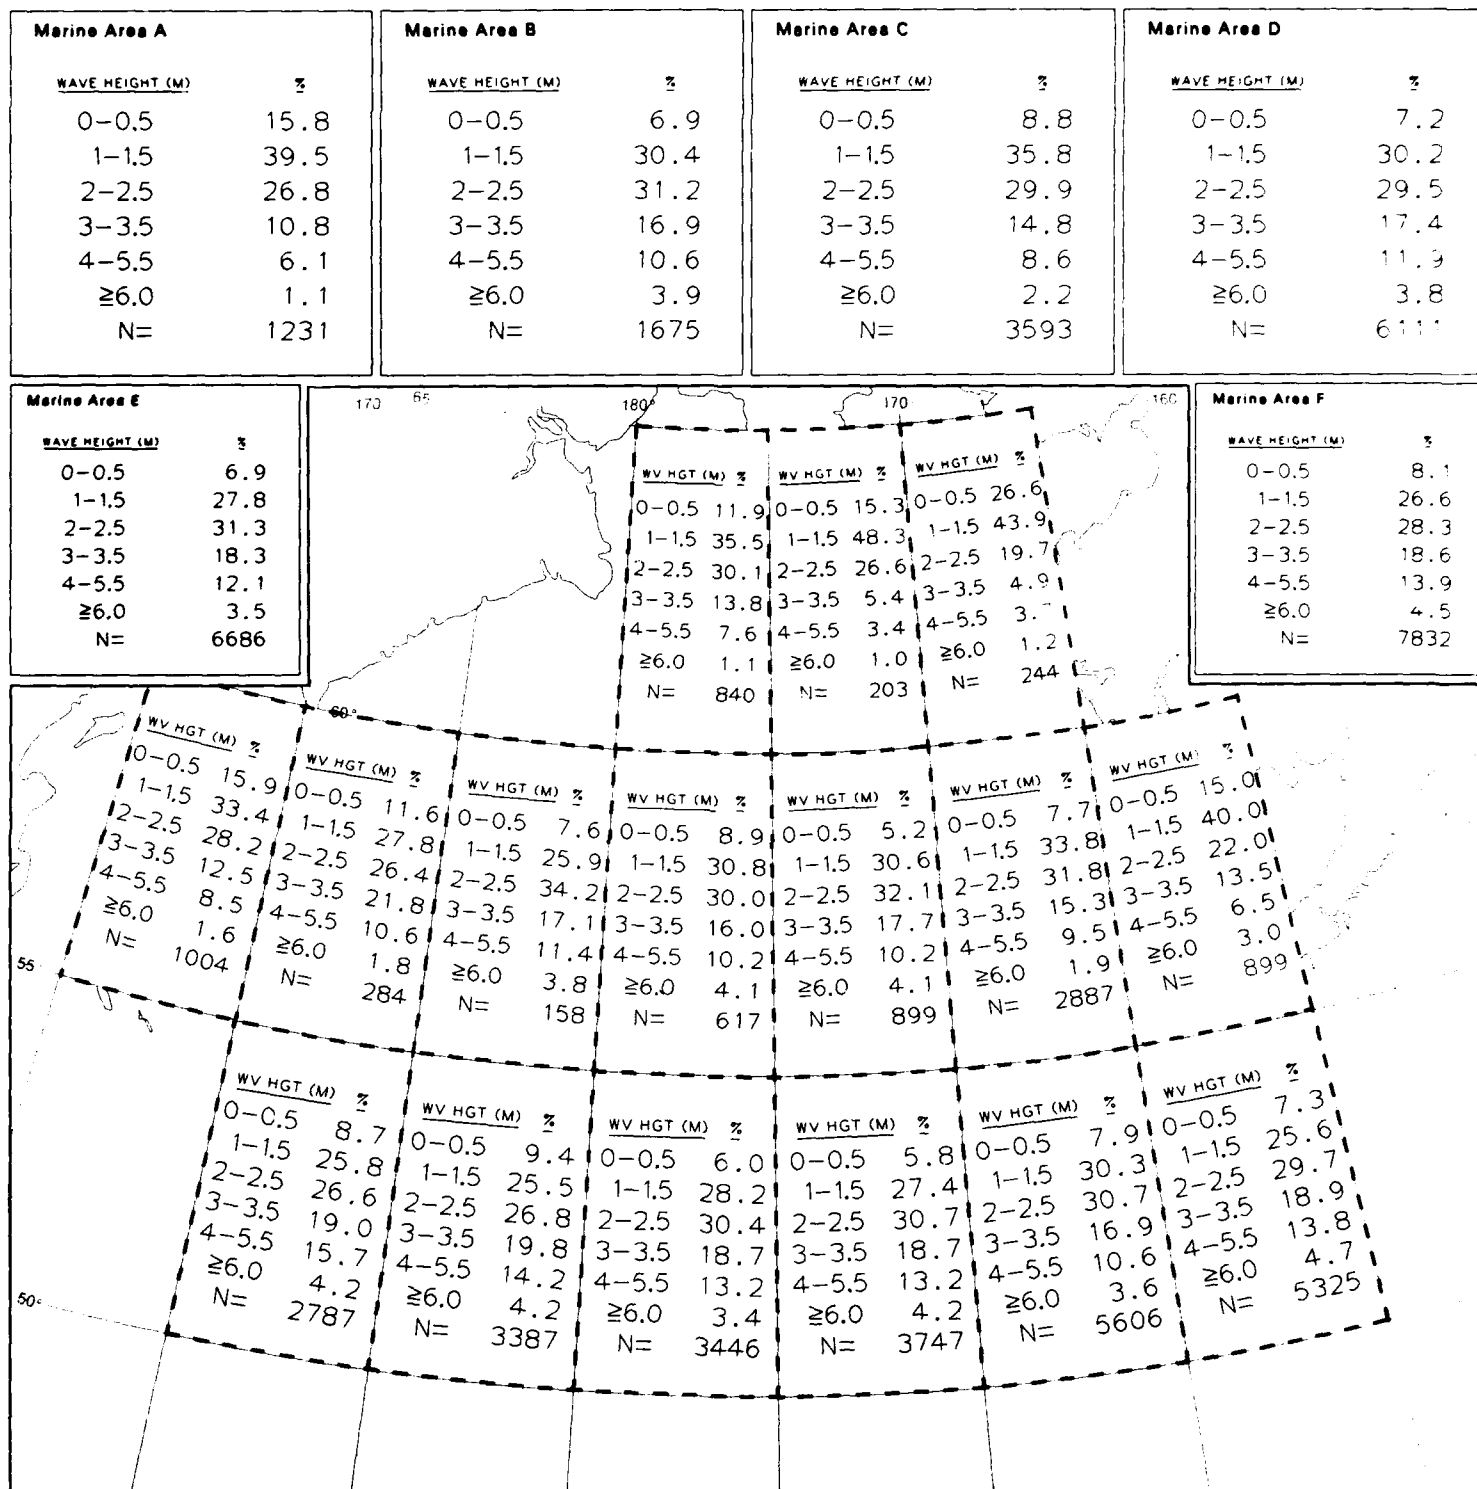 Marine Area A
WAVE HEIGHT (M) %
0-0.5 15.8
1-1.5 39.5
2-2.5 26.8
3-3.5 10.8
4-5.5 6.1
≧6.0 1.1
N= 1231
Marine Area B
WAVE HEIGHT (M) %
0-0.5 6.9
1-1.5 30.4
2-2.5 31.2
3-3.5 16.9
4-5.5 10.6
≧6.0 3.9
N= 1675
Marine Area C
WAVE HEIGHT (M) %
0-0.5 8.8
1-1.5 35.8
2-2.5 29.9
3-3.5 14.8
4-5.5 8.6
≧6.0 2.2
N= 3593
Marine Area D
WAVE HEIGHT (M) %
0-0.5 7.2
1-1.5 30.2
2-2.5 29.5
3-3.5 17.4
4-5.5 11.9
≧6.0 3.8
N= 6111
Marine Area E
WAVE HEIGHT (M) %
0-0.5 6.9
1-1.5 27.8
2-2.5 31.3
3-3.5 18.3
4-5.5 12.1
≧6.0 3.5
N= 6686
170 65 180° 170 160
Marine Area F
WAVE HEIGHT (M) %
0-0.5 8.1
1-1.5 26.6
2-2.5 28.3
3-3.5 18.6
4-5.5 13.9
≧6.0 4.5
N= 7832
WV HGT (M) %
0-0.5 11.9
1-1.5 35.5
2-2.5 30.1
3-3.5 13.8
4-5.5 7.6
≧6.0 1.1
N= 840
WV HGT (M) %
0-0.5 15.3
1-1.5 48.3
2-2.5 26.6
3-3.5 5.4
4-5.5 3.4
≧6.0 1.0
N= 203
WV HGT (M) %
0-0.5 26.6
1-1.5 43.9
2-2.5 19.7
3-3.5 4.9
4-5.5
≧6.0 1.2
N= 244
60°
WV HGT (M) %
0-0.5 15.9
1-1.5 33.4
2-2.5 28.2
3-3.5 12.5
4-5.5 8.5
≧6.0 1.6
N= 1004
WV HGT (M) %
0-0.5 11.6
1-1.5 27.8
2-2.5 26.4
3-3.5 21.8
4-5.5 10.6
≧6.0 1.8
N= 284
WV HGT (M) %
0-0.5 7.6
1-1.5 25.9
2-2.5 34.2
3-3.5 17.1
4-5.5 11.4
≧6.0 3.8
N= 158
WV HGT (M) %
0-0.5 8.9
1-1.5 30.8
2-2.5 30.0
3-3.5 16.0
4-5.5 10.2
≧6.0 4.1
N= 617
WV HGT (M) %
0-0.5 5.2
1-1.5 30.6
2-2.5 32.1
3-3.5 17.7
4-5.5 10.2
≧6.0 4.1
N= 899
WV HGT (M) %
0-0.5 7.7
1-1.5 33.8
2-2.5 31.8
3-3.5 15.3
4-5.5 9.5
≧6.0 1.9
N= 2887
WV HGT (M) %
0-0.5 15.0
1-1.5 40.0
2-2.5 22.0
3-3.5 13.5
4-5.5 6.5
≧6.0 3.0
N= 899
55
WV HGT (M) %
0-0.5 8.7
1-1.5 25.8
2-2.5 26.6
3-3.5 19.0
4-5.5 15.7
≧6.0 4.2
N= 2787
WV HGT (M) %
0-0.5 9.4
1-1.5 25.5
2-2.5 26.8
3-3.5 19.8
4-5.5 14.2
≧6.0 4.2
N= 3387
WV HGT (M) %
0-0.5 6.0
1-1.5 28.2
2-2.5 30.4
3-3.5 18.7
4-5.5 13.2
≧6.0 3.4
N= 3446
WV HGT (M) %
0-0.5 5.8
1-1.5 27.4
2-2.5 30.7
3-3.5 18.7
4-5.5 13.2
≧6.0 4.2
N= 3747
WV HGT (M) %
0-0.5 7.9
1-1.5 30.3
2-2.5 30.7
3-3.5 16.9
4-5.5 10.6
≧6.0 3.6
N= 5606
WV HGT (M) %
0-0.5 7.3
1-1.5 25.6
2-2.5 29.7
3-3.5 18.9
4-5.5 13.8
≧6.0 4.7
N= 5325
50°